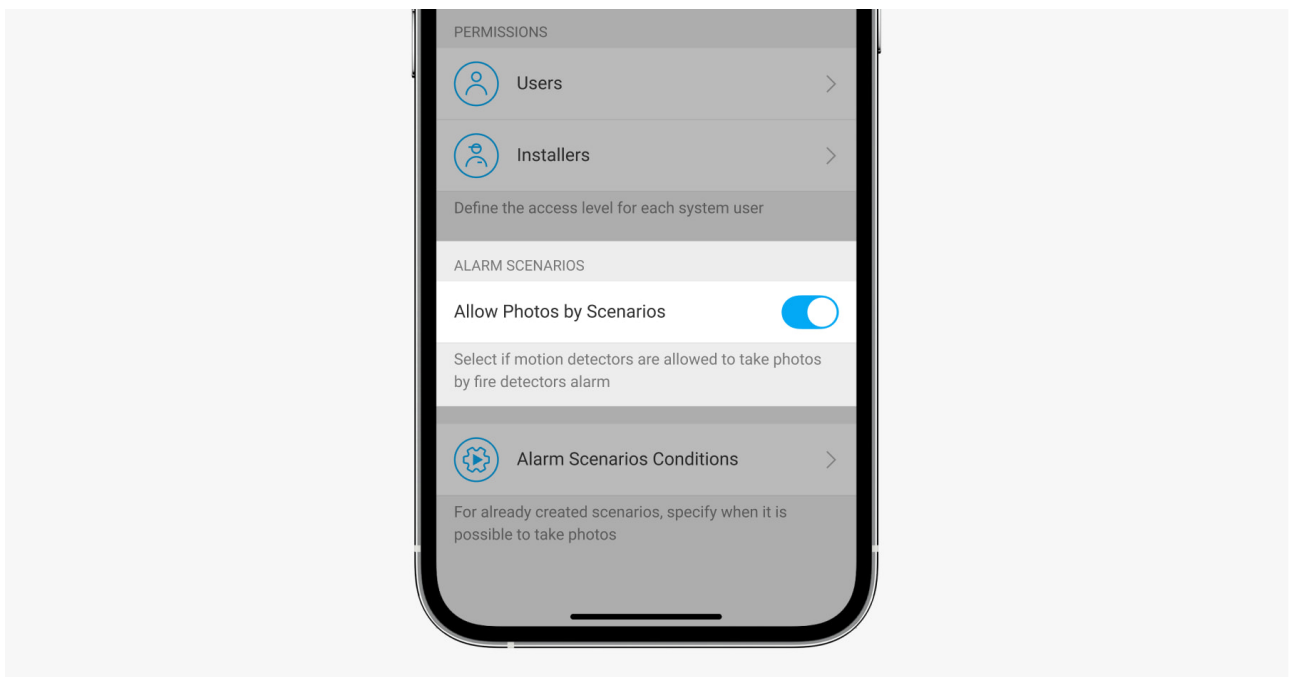 PERMISSIONS
Users
Installers
Define the access level for each system user
ALARM SCENARIOS
Allow Photos by Scenarios
Select if motion detectors are allowed to take photos
by fire detectors alarm
Alarm Scenarios Conditions
For already created scenarios, specify when it is
possible to take photos